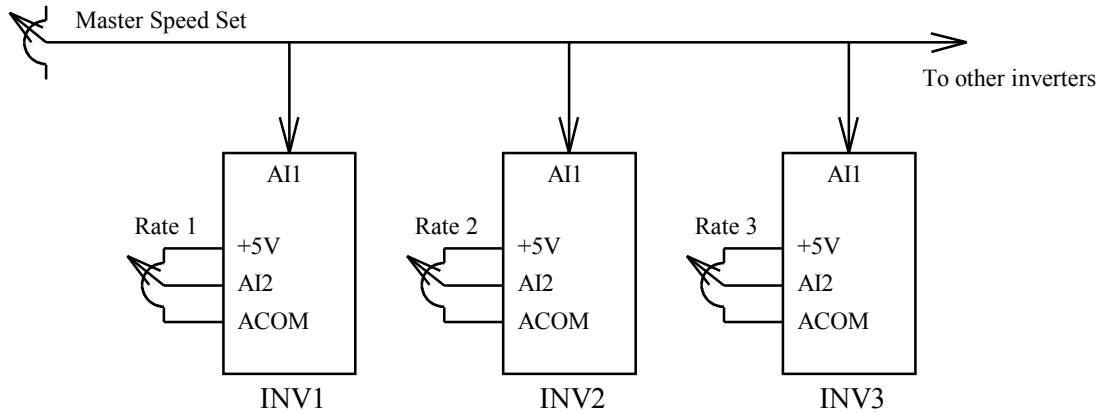 Master Speed Set
To other inverters
AI1
AI1
AI1
Rate 1
+5V
AI2
ACOM
Rate 2
+5V
AI2
ACOM
Rate 3
+5V
AI2
ACOM
INV1
INV2
INV3